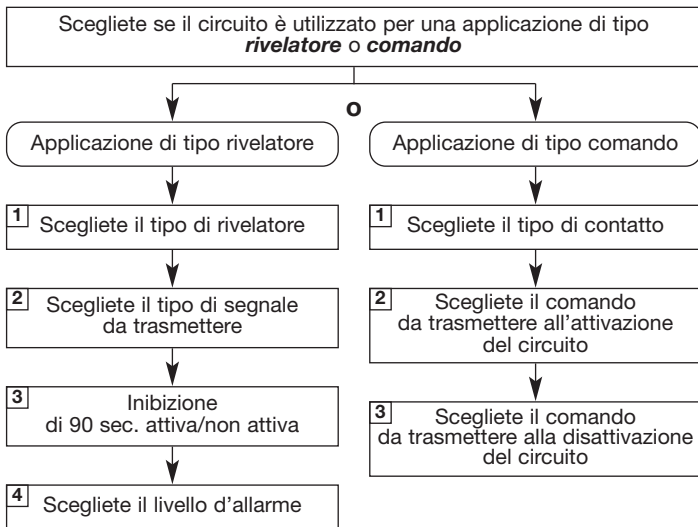 Scegliete se il circuito è utilizzato per una applicazione di tipo
rivelatore o comando
o
Applicazione di tipo rivelatore
1
Scegliete il tipo di rivelatore
2
Scegliete il tipo di segnale
da trasmettere
3
Inibizione
di 90 sec. attiva/non attiva
4
Scegliete il livello d'allarme
Applicazione di tipo comando
1
Scegliete il tipo di contatto
2
Scegliete il comando
da trasmettere all'attivazione
del circuito
3
Scegliete il comando
da trasmettere alla disattivazione
del circuito